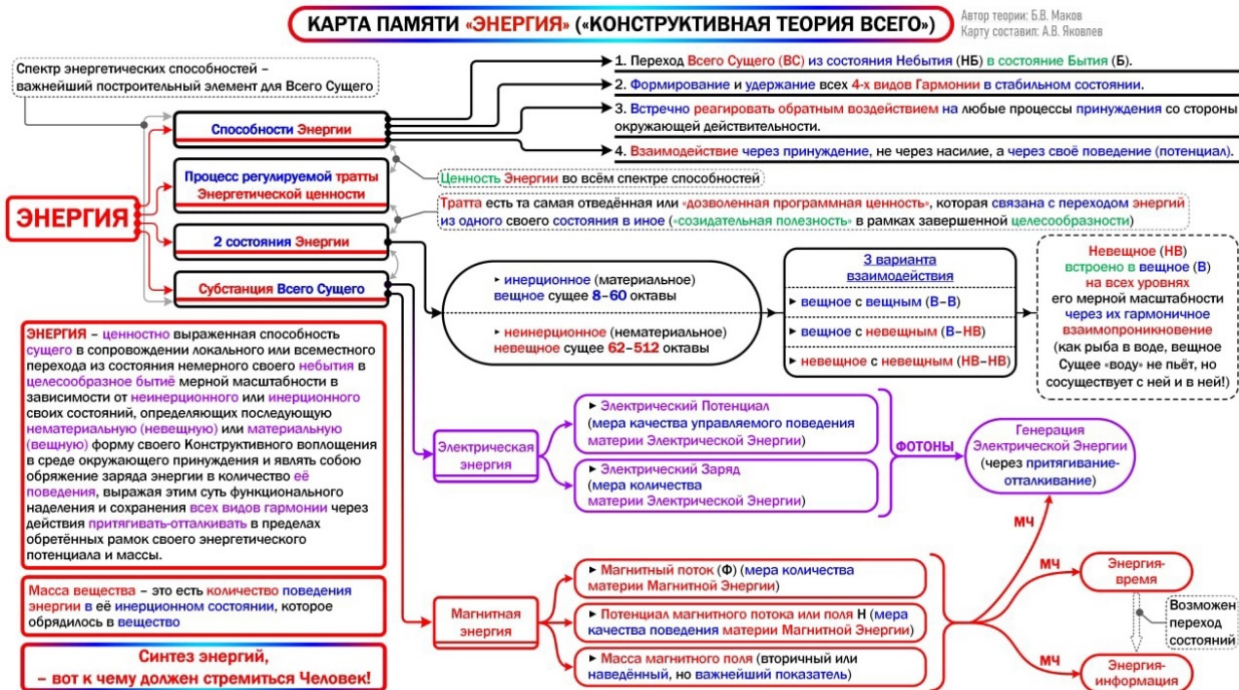 КАРТА ПАМЯТИ «ЭНЕРГИЯ» («КОНСТРУКТИВНАЯ ТЕОРИЯ ВСЕГО»)
Автор теории: Б.В. Маков
Карту составил: А.В. Яковлев
Спектр энергетических способностей –
важнейший построительный элемент для Всего Сущего
1. Переход Всего Сущего (ВС) из состояния Небытия (НБ) в состояние Бытия (Б).
2. Формирование и удержание всех 4-х видов Гармонии в стабильном состоянии.
3. Встречно реагировать обратным воздействием на любые процессы принуждения со стороны
окружающей действительности.
4. Взаимодействие через принуждение, не через насилие, а через своё поведение (потенциал).
ЭНЕРГИЯ
Способности Энергии
Процесс регулируемой тратты
Энергетической ценности
2 состояния Энергии
Субстанция Всего Сущего
Ценность Энергии во всём спектре способностей
Тратта есть та самая отведённая или «дозволенная программная ценность», которая связана с переходом энергий
из одного своего состояния в иное («созидательная полезность» в рамках завершенной целесообразности)
▸ инерционное (материальное)
вещное сущее 8–60 октавы
▸ неинерционное (нематериальное)
невещное сущее 62–512 октавы
3 варианта
взаимодействия
▸ вещное с вещным (В–В)
▸ вещное с невещным (В–НВ)
▸ невещное с невещным (НВ–НВ)
Невещное (НВ)
встроено в вещное (В)
на всех уровнях
его мерной масштабности
через их гармоничное
взаимопроникновение
(как рыба в воде, вещное
Сущее «воду» не пьёт, но
сосуществует с ней и в ней!)
ЭНЕРГИЯ – ценностно выраженная способность
сущего в сопровождении локального или всеместного
перехода из состояния немерного своего небытия в
целесообразное бытиё мерной масштабности в
зависимости от неинерционного или инерционного
своих состояний, определяющих последующую
нематериальную (невещную) или материальную
(вещную) форму своего Конструктивного воплощения
в среде окружающего принуждения и являть собою
обряжение заряда энергии в количество её
поведения, выражая этим суть функционального
наделения и сохранения всех видов гармонии через
действия притягивать-отталкивать в пределах
обретённых рамок своего энергетического
потенциала и массы.
Масса вещества – это есть количество поведения
энергии в её инерционном состоянии, которое
обрядилось в вещество
Синтез энергий,
– вот к чему должен стремиться Человек!
Электрическая
энергия
► Электрический Потенциал
(мера качества управляемого поведения
материи Электрической Энергии)
► Электрический Заряд
(мера количества
материи Электрической Энергии)
ФОТОНЫ
Генерация
Электрической Энергии
(через притягивание-
отталкивание)
Магнитная
энергия
► Магнитный поток (Ф) (мера количества
материи Магнитной Энергии)
► Потенциал магнитного потока или поля Н (мера
качества поведения материи Магнитной Энергии)
► Масса магнитного поля (вторичный или
наведённый, но важнейший показатель)
МЧ
МЧ
МЧ
Энергия-
время
Возможен
переход
состояний
Энергия-
информация